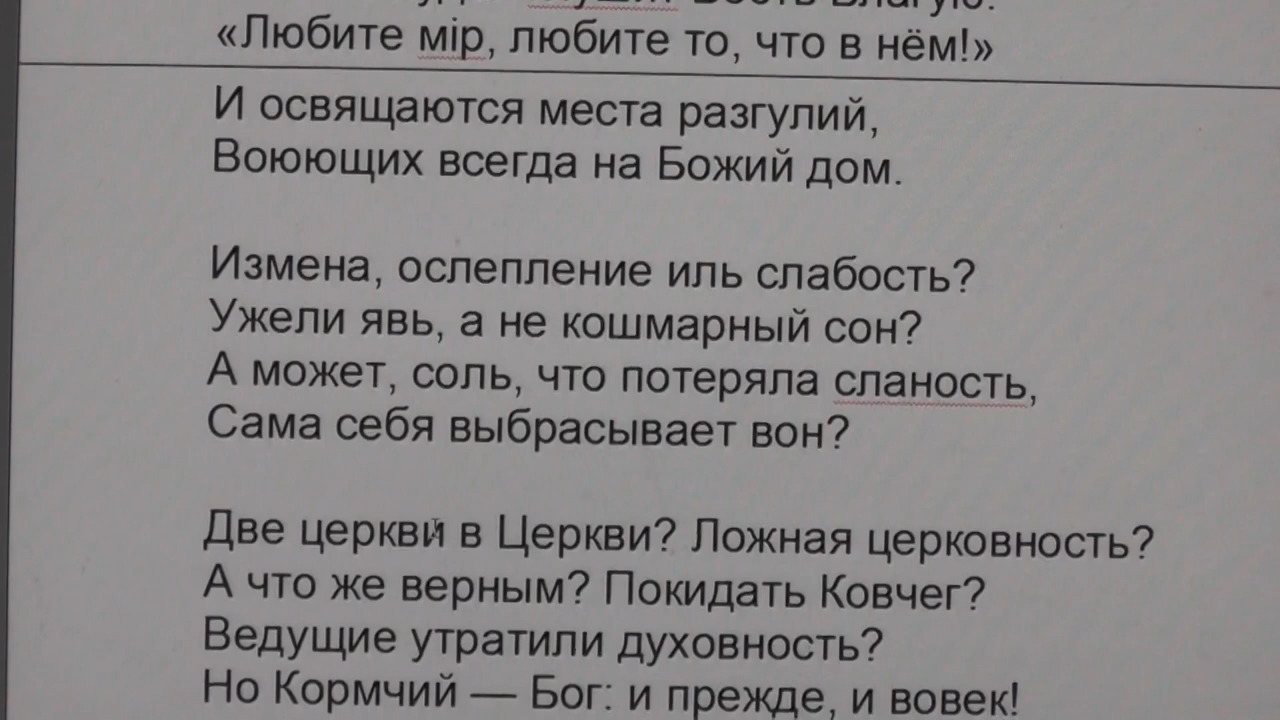 «Любите мір, любите то, что в нём!»
И освящаются места разгулий,
Воюющих всегда на Божий дом.
Измена, ослепление иль слабость?
Ужели явь, а не кошмарный сон?
А может, соль, что потеряла сланость,
Сама себя выбрасывает вон?
Две церкви в Церкви? Ложная церковность?
А что же верным? Покидать Ковчег?
Ведущие утратили духовность?
Но Кормчий — Бог: и прежде, и вовек!